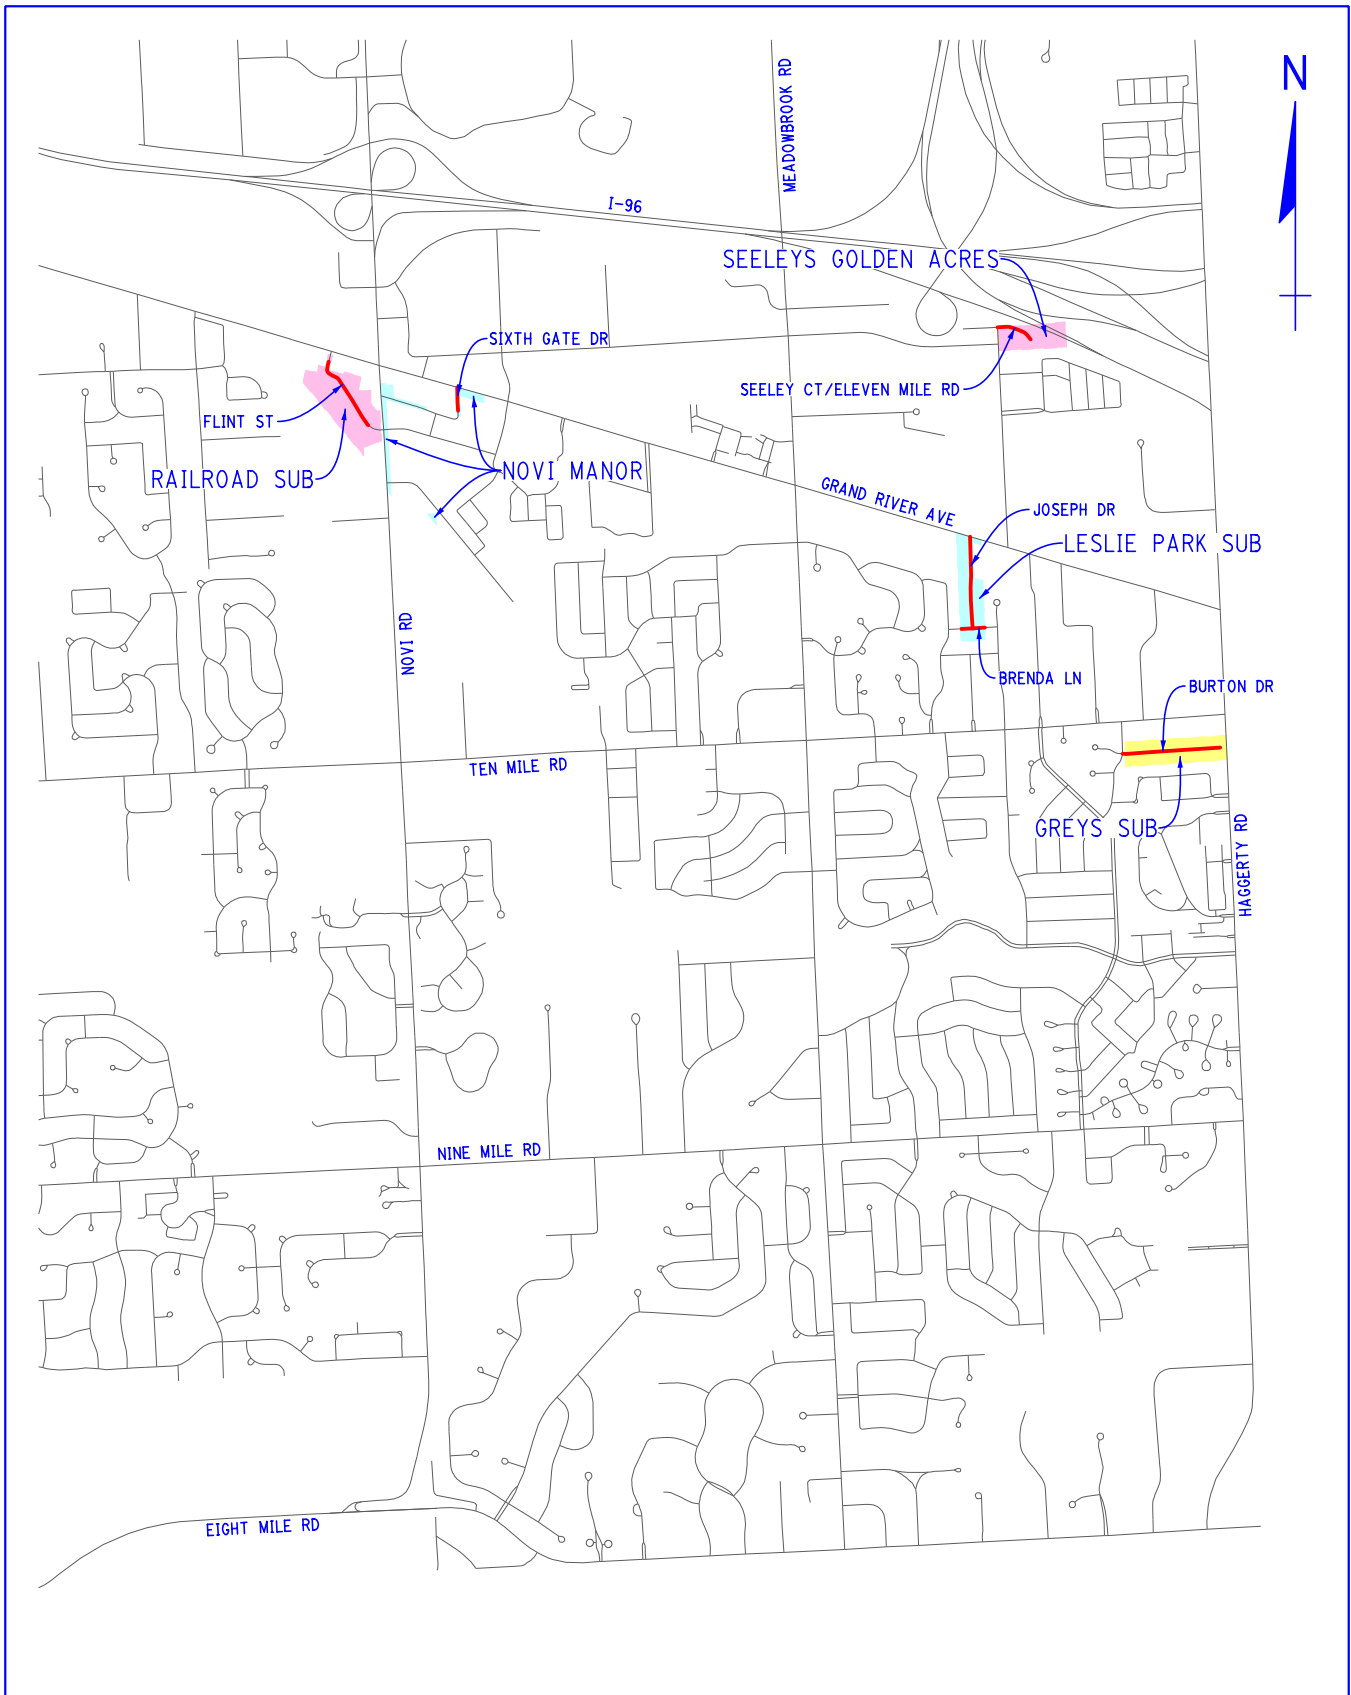 N
MEADOWBROOK RD
I-96
SEELEYS GOLDEN ACRES
SIXTH GATE DR
SEELEY CT/ELEVEN MILE RD
FLINT ST
RAILROAD SUB
NOVI MANOR
GRAND RIVER AVE
JOSEPH DR
LESLIE PARK SUB
NOVI RD
BRENDA LN
BURTON DR
TEN MILE RD
GREYS SUB
HAGGERTY RD
NINE MILE RD
EIGHT MILE RD